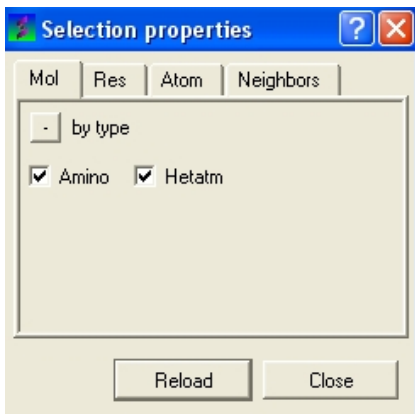 Selection properties ?
Mol Res Atom Neighbors
- by type
Amino Hetatm
Reload Close